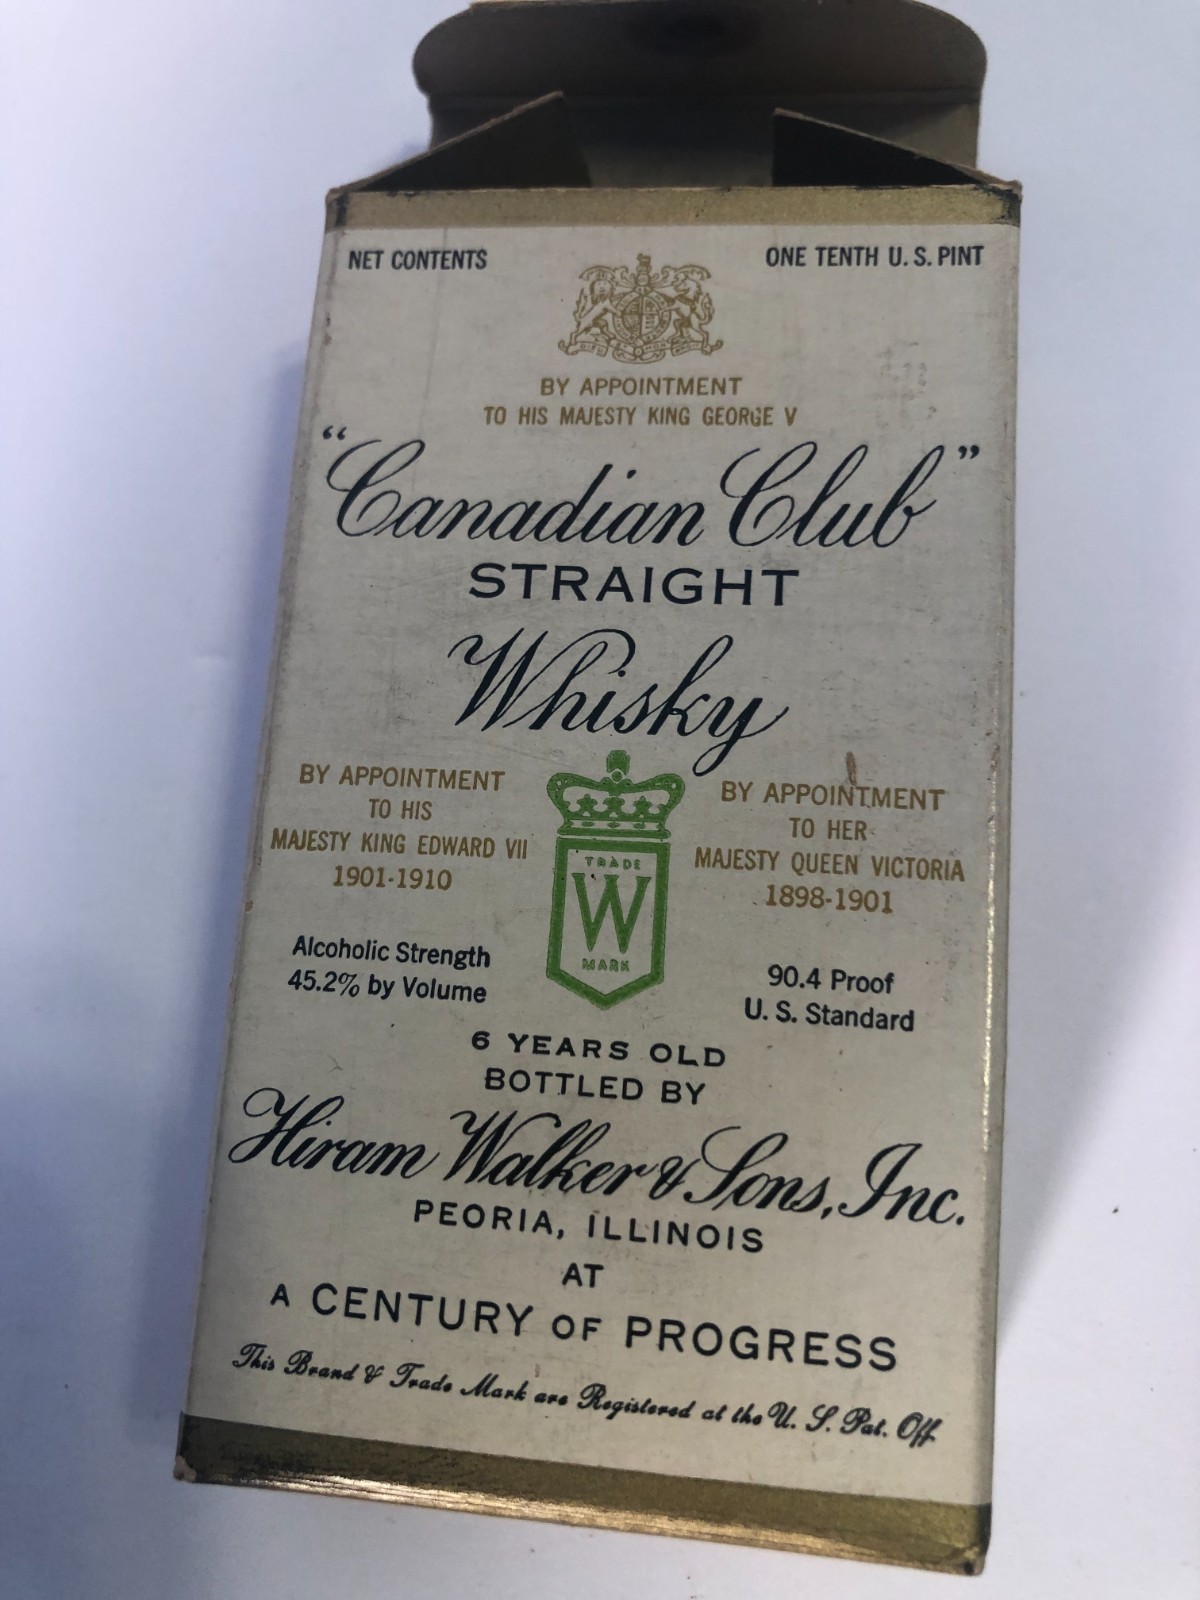 NET CONTENTS
ONE TENTH U. S. PINT
BY APPOINTMENT
TO HIS MAJESTY KING GEORGE V
"Canadian Club"
STRAIGHT
Whisky
BY APPOINTMENT
TO HIS
MAJESTY KING EDWARD VII
1901-1910
BY APPOINTMENT
TO HER
MAJESTY QUEEN VICTORIA
1898-1901
TRADE
W
MARK
Alcoholic Strength
45.2% by Volume
90.4 Proof
U. S. Standard
6 YEARS OLD
BOTTLED BY
Hiram Walker & Sons, Inc.
PEORIA, ILLINOIS
AT
A CENTURY OF PROGRESS
This Brand & Trade Mark are Registered at the U. S. Pat. Off.